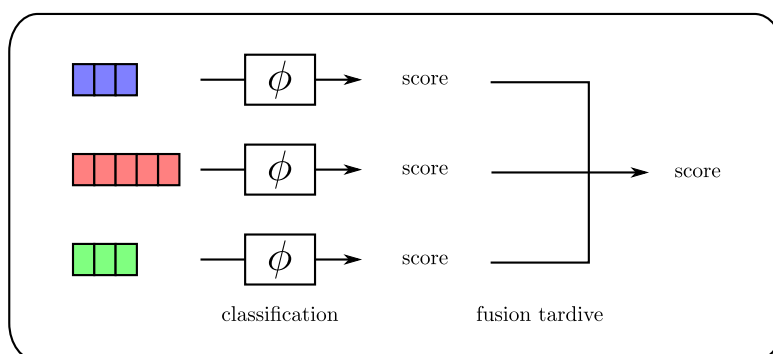 ϕ score
ϕ score score
ϕ score
classification fusion tardive